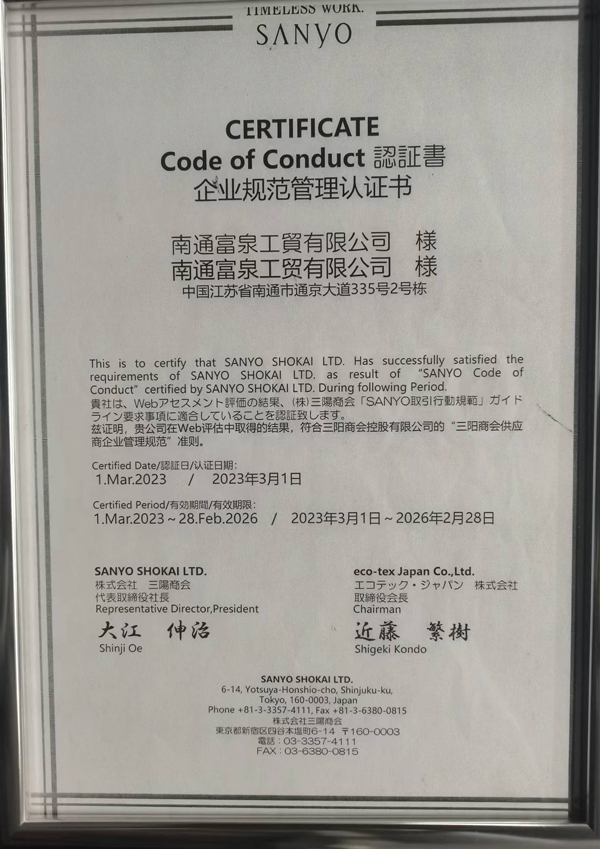 TIMELESS WORK.
SANYO
CERTIFICATE
Code of Conduct 認証書
企业规范管理认证书
南通富泉工貿有限公司 様
南通富泉工贸有限公司 様
中国江苏省南通市通京大道335号2号栋
This is to certify that SANYO SHOKAI LTD. Has successfully satisfied the
requirements of SANYO SHOKAI LTD. as result of “SANYO Code of
Conduct” certified by SANYO SHOKAI LTD. During following Period.
貴社は、Webアセスメント評価の結果、(株)三陽商会「SANYO取引行動規範」ガイド
ライン要求事項に適合していることを認証致します。
兹证明，贵公司在Web评估中取得的结果，符合三阳商会控股有限公司的“三阳商会供应
商企业管理规范”准则。
Certified Date/認証日/认证日期：
1.Mar.2023 / 2023年3月1日
Certified Period/有効期間/有效期限：
1.Mar.2023～28.Feb.2026 / 2023年3月1日～2026年2月28日
SANYO SHOKAI LTD.
株式会社 三陽商会
代表取締役社長
Representative Director,President
大江 伸治
Shinji Oe
eco-tex Japan Co.,Ltd.
エコテック・ジャパン 株式会社
取締役会長
Chairman
近藤 繁樹
Shigeki Kondo
SANYO SHOKAI LTD.
6-14, Yotsuya-Honshio-cho, Shinjuku-ku,
Tokyo, 160-0003, Japan
Phone +81-3-3357-4111, Fax +81-3-6380-0815
株式会社三陽商会
東京都新宿区四谷本塩町6-14 〒160-0003
電話：03-3357-4111
FAX：03-6380-0815